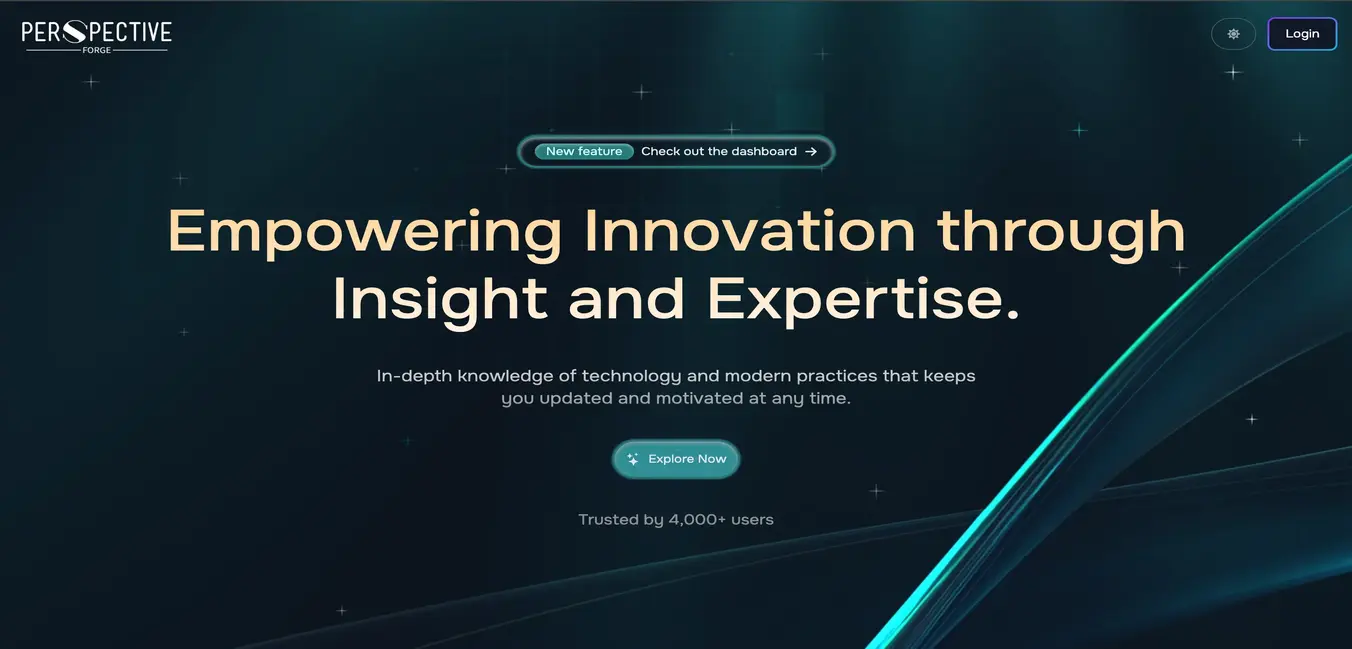 PERSPECTIVE
FORGE
Login
New feature Check out the dashboard →
Empowering Innovation through
Insight and Expertise.
In-depth knowledge of technology and modern practices that keeps
you updated and motivated at any time.
Explore Now
Trusted by 4,000+ users